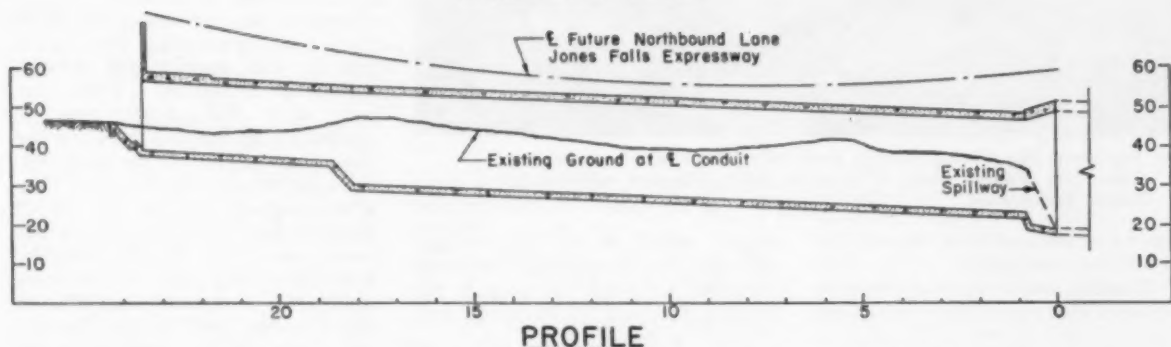 ℄ Future Northbound Lane
Jones Falls Expressway
60
50
40
30
20
10
60
50
40
30
20
10
Existing Ground at ℄ Conduit
Existing
Spillway
20
15
10
5
0
PROFILE